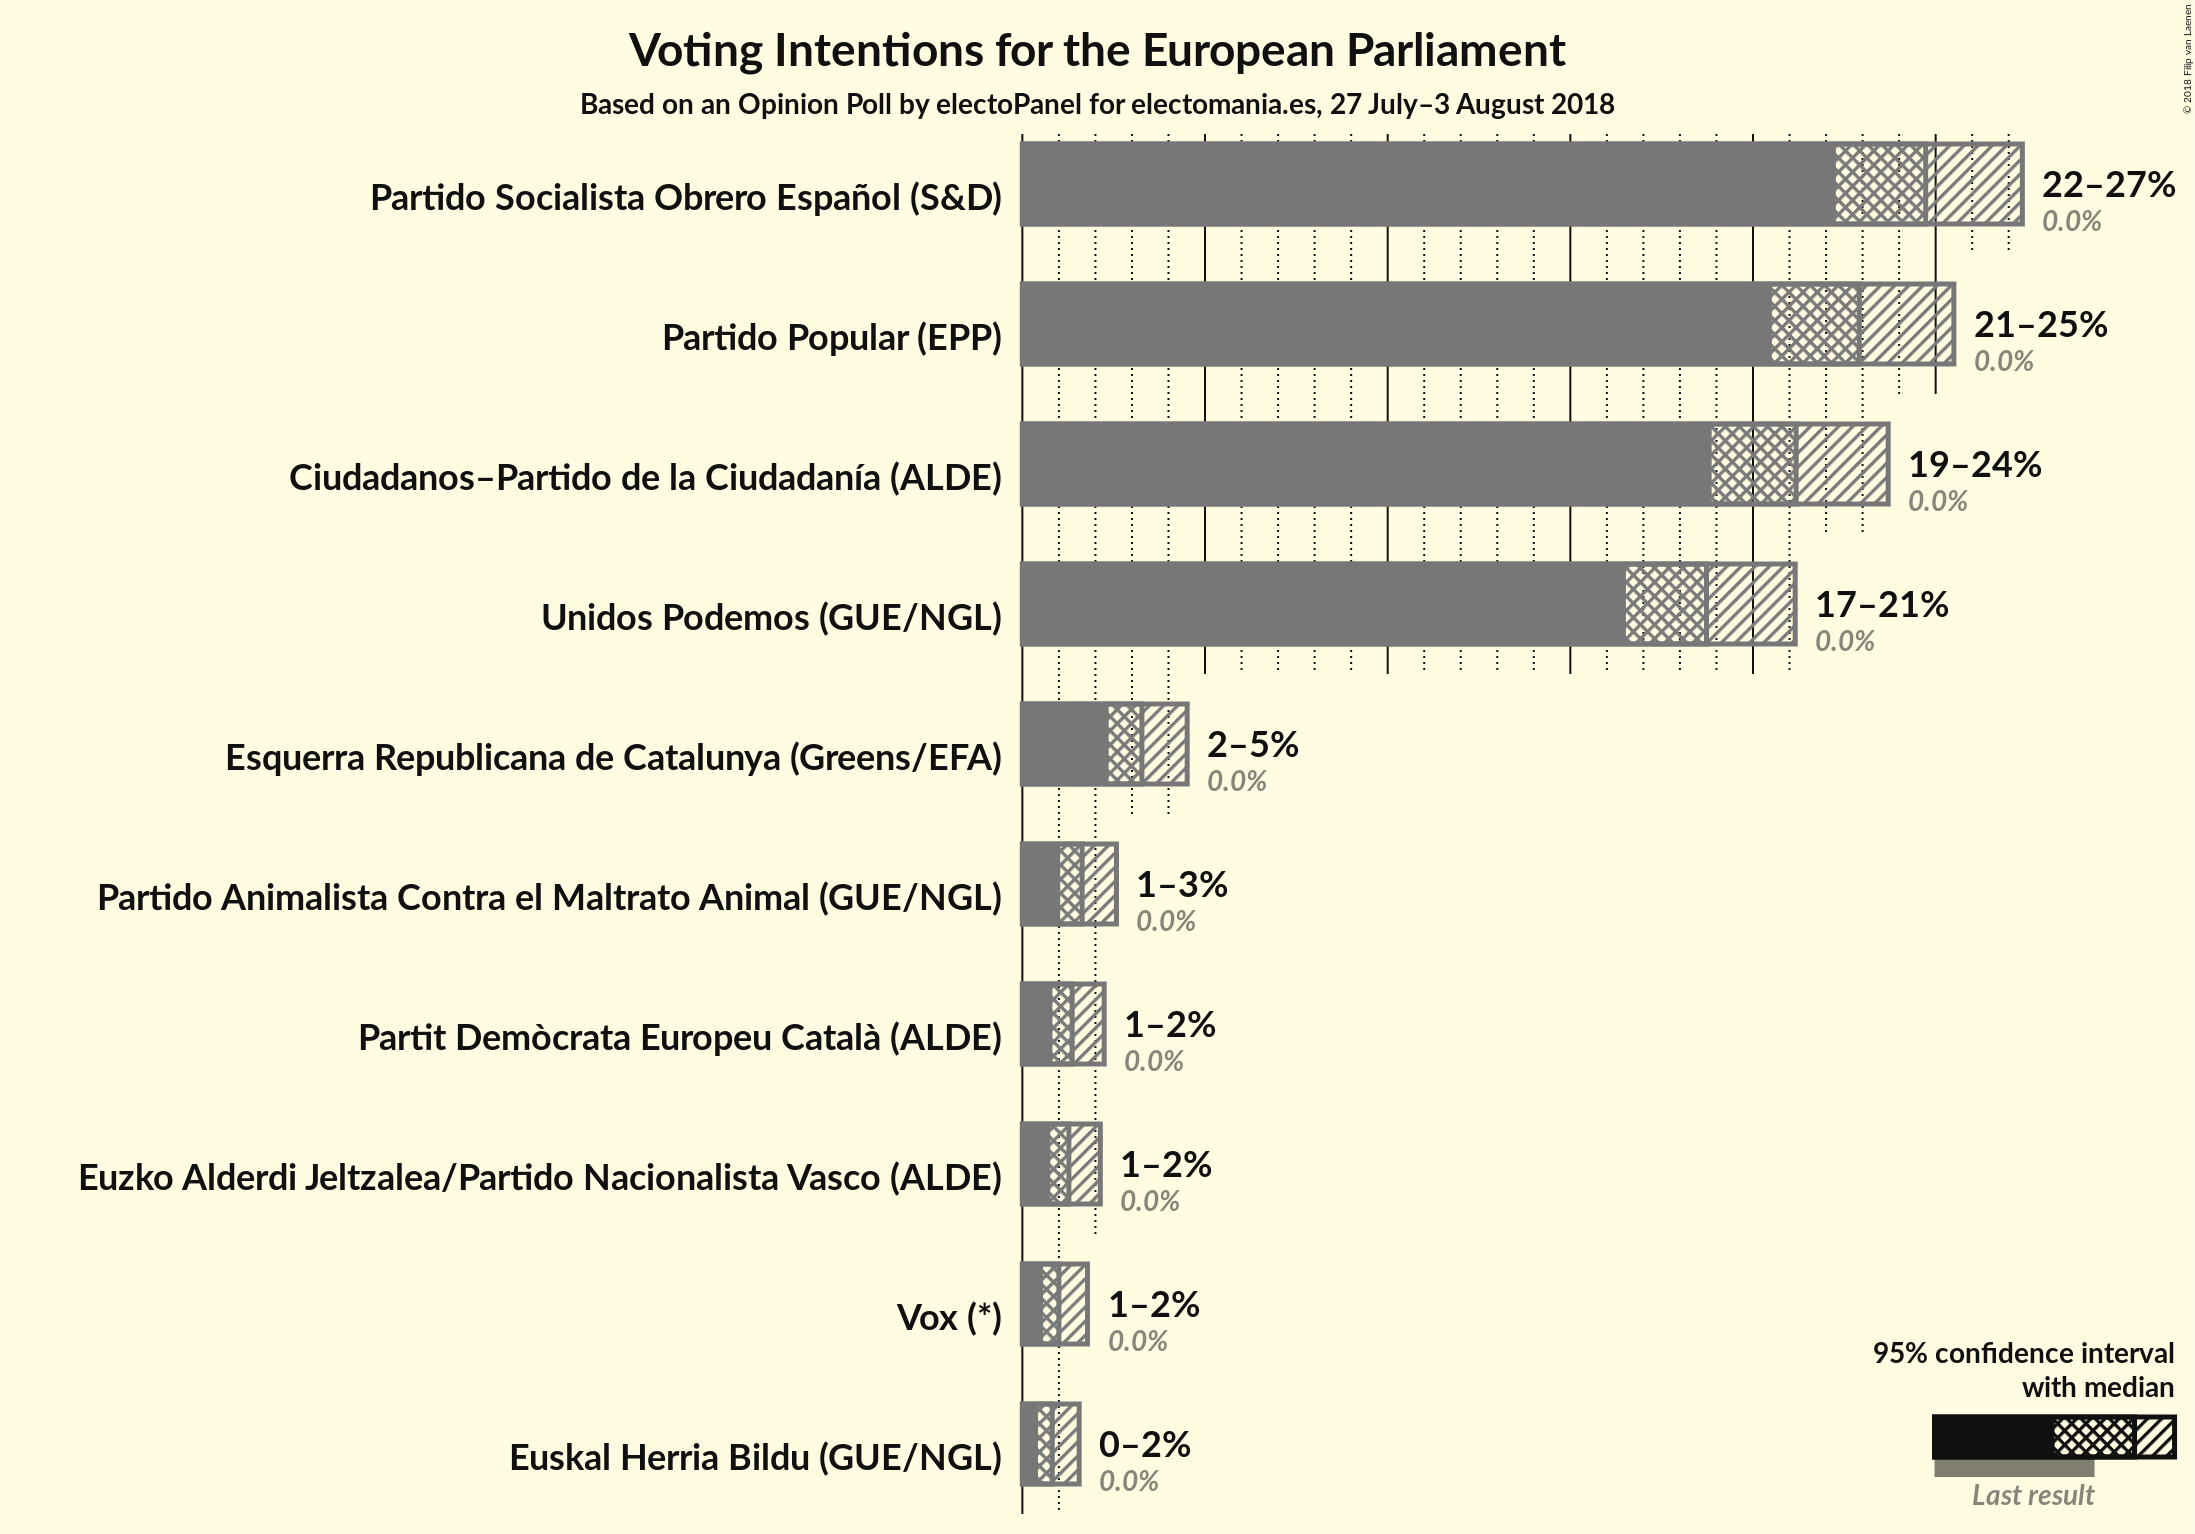 Voting Intentions for the European Parliament
Based on an Opinion Poll by electoPanel for electomania.es, 27 July–3 August 2018
© 2018 Filip van Laenen
Partido Socialista Obrero Español (S&D)
22–27%
0.0%
Partido Popular (EPP)
21–25%
0.0%
Ciudadanos–Partido de la Ciudadanía (ALDE)
19–24%
0.0%
Unidos Podemos (GUE/NGL)
17–21%
0.0%
Esquerra Republicana de Catalunya (Greens/EFA)
2–5%
0.0%
Partido Animalista Contra el Maltrato Animal (GUE/NGL)
1–3%
0.0%
Partit Demòcrata Europeu Català (ALDE)
1–2%
0.0%
Euzko Alderdi Jeltzalea/Partido Nacionalista Vasco (ALDE)
1–2%
0.0%
Vox (*)
1–2%
0.0%
Euskal Herria Bildu (GUE/NGL)
0–2%
0.0%
95% confidence interval
with median
Last result